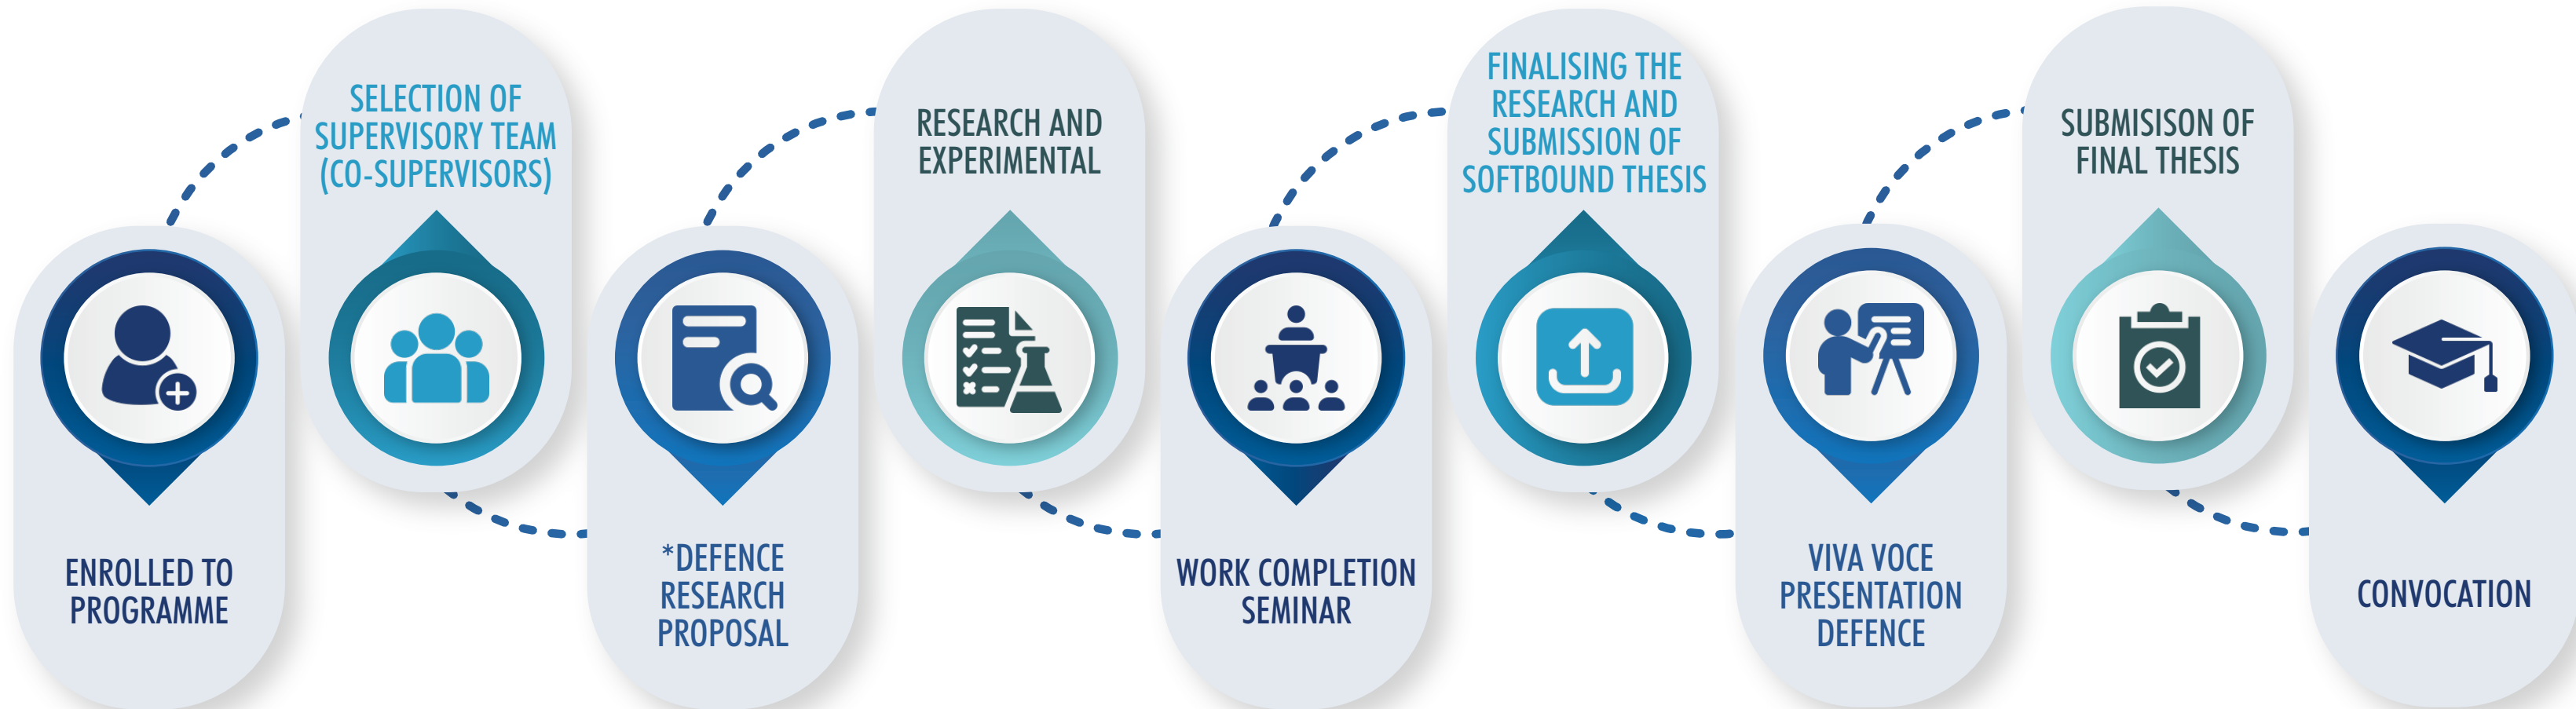 ENROLLED TO
PROGRAMME
SELECTION OF
SUPERVISORY TEAM
(CO-SUPERVISORS)
*DEFENCE
RESEARCH
PROPOSAL
RESEARCH AND
EXPERIMENTAL
WORK COMPLETION
SEMINAR
FINALISING THE
RESEARCH AND
SUBMISSION OF
SOFTBOUND THESIS
VIVA VOCE
PRESENTATION
DEFENCE
SUBMISISON OF
FINAL THESIS
CONVOCATION